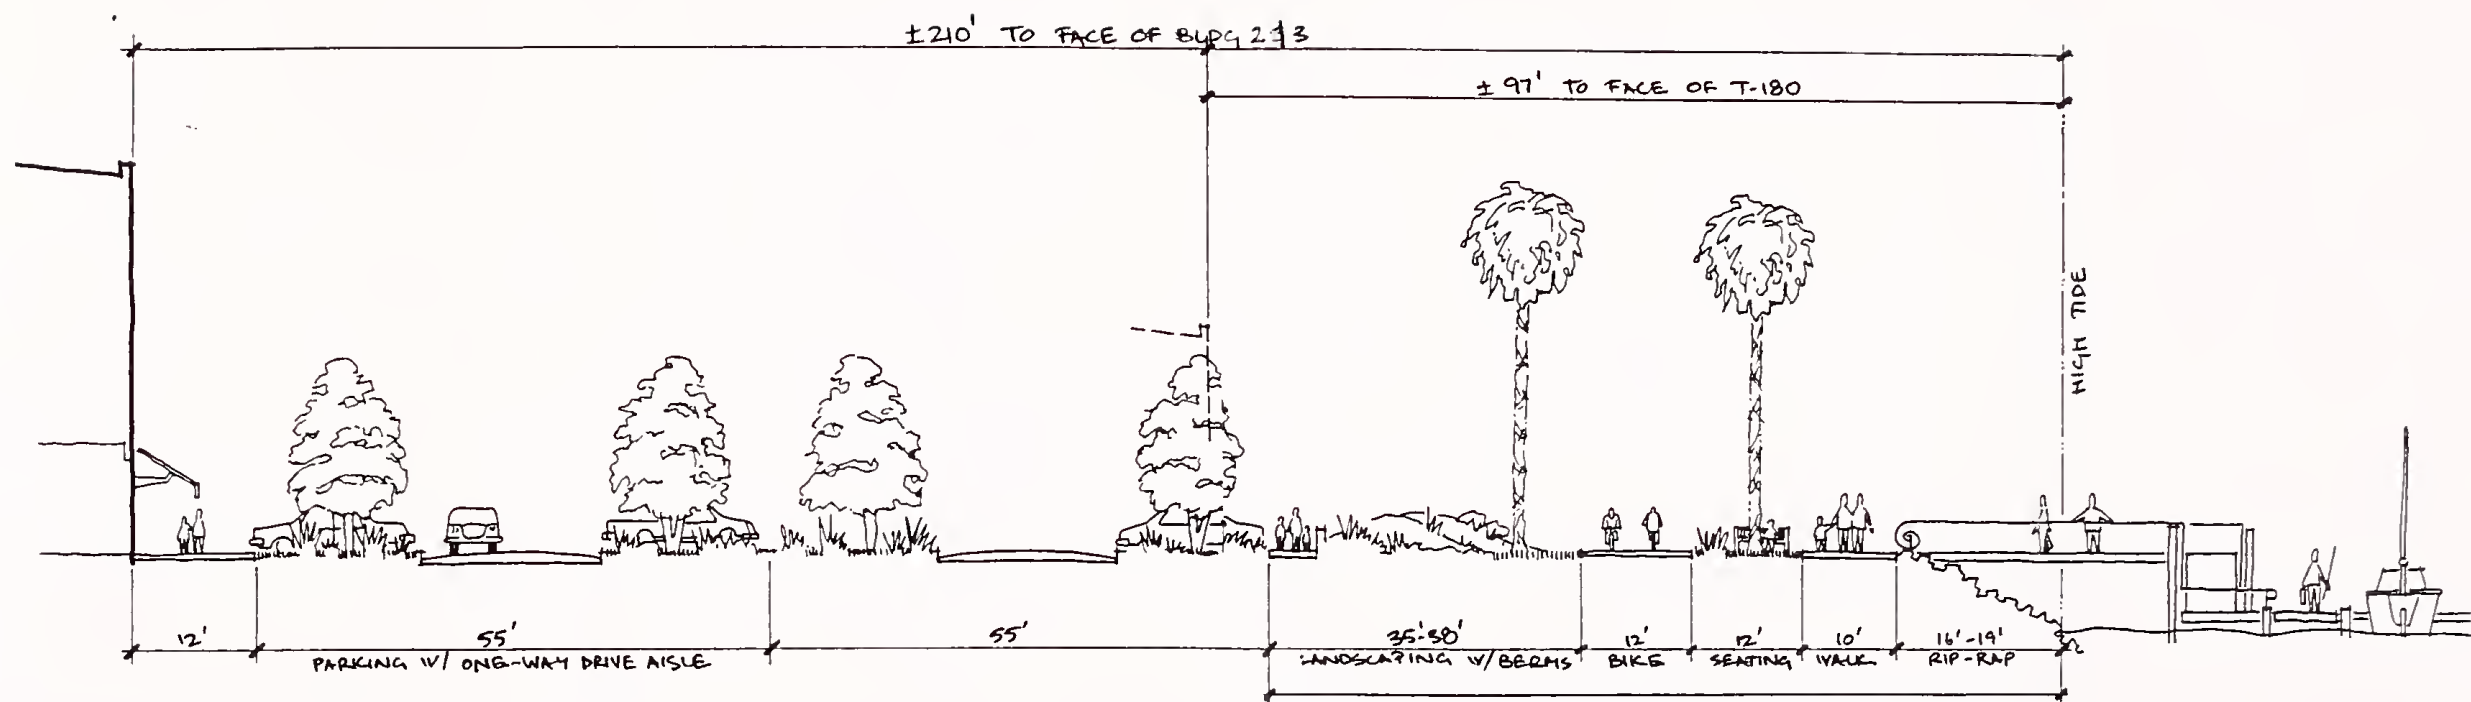 ±210' TO FACE OF BLDG 2 & 3
± 97' TO FACE OF T-180
HIGH TIDE
12' 55' 55' 35'-38' 12' 12' 10' 16'-19'
PARKING W/ ONE-WAY DRIVE AISLE LANDSCAPING W/BERMS BIKE SEATING WALK RIP-RAP